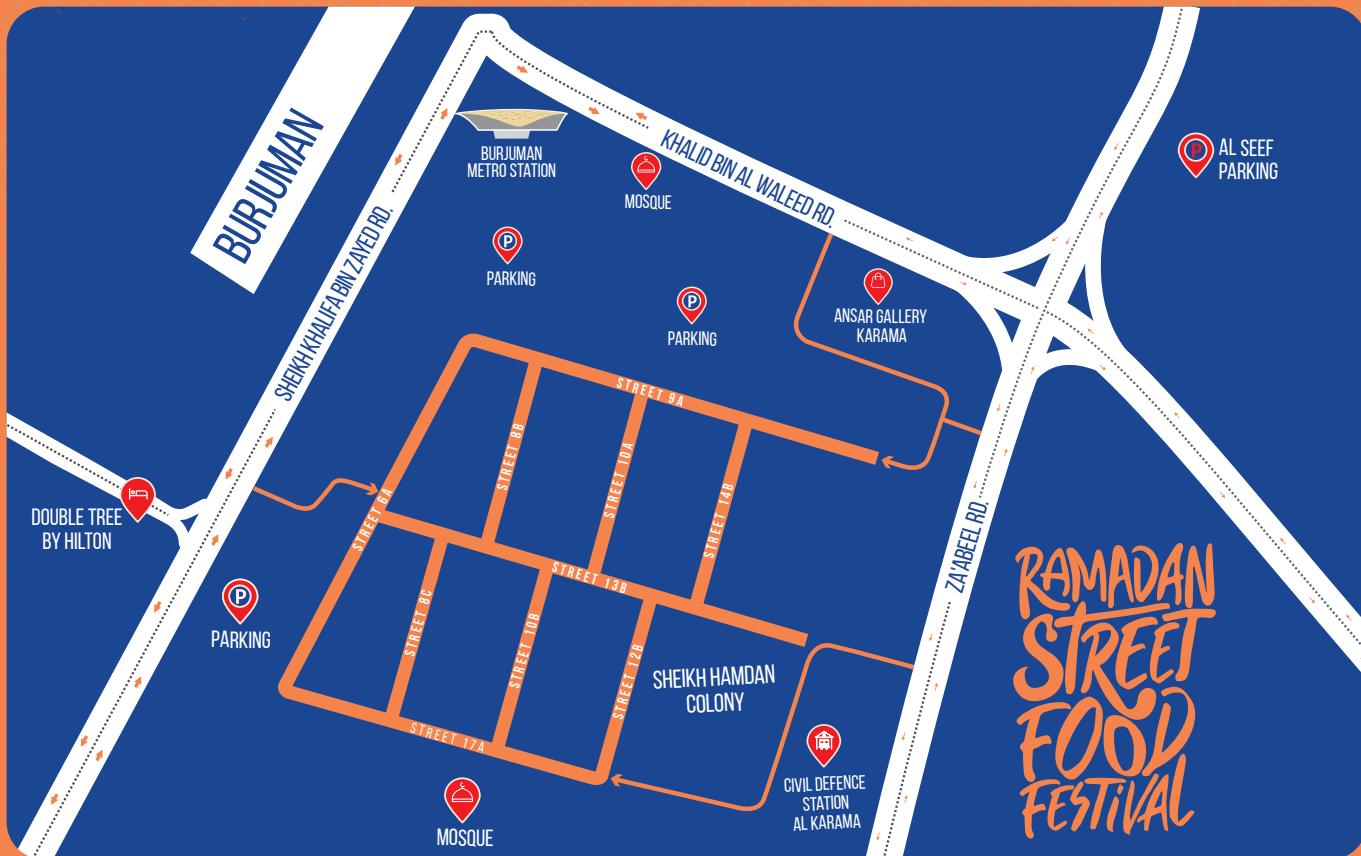 BURJUMAN
SHEIKH KHALIFA BIN ZAYED RD.
BURJUMAN
METRO STATION
MOSQUE
KHALID BIN AL WALEED RD.
P
AL SEEF
PARKING
P
PARKING
P
PARKING
ANSAR GALLERY
KARAMA
STREET 9A
STREET 8B
STREET 10A
STREET 14B
STREET 6A
DOUBLE TREE
BY HILTON
P
PARKING
STREET 13B
STREET 8C
STREET 10B
STREET 12B
SHEIKH HAMDAN
COLONY
ZA'ABEEL RD.
STREET 17A
MOSQUE
CIVIL DEFENCE
STATION
AL KARAMA
RAMADAN
STREET
FOOD
FESTIVAL